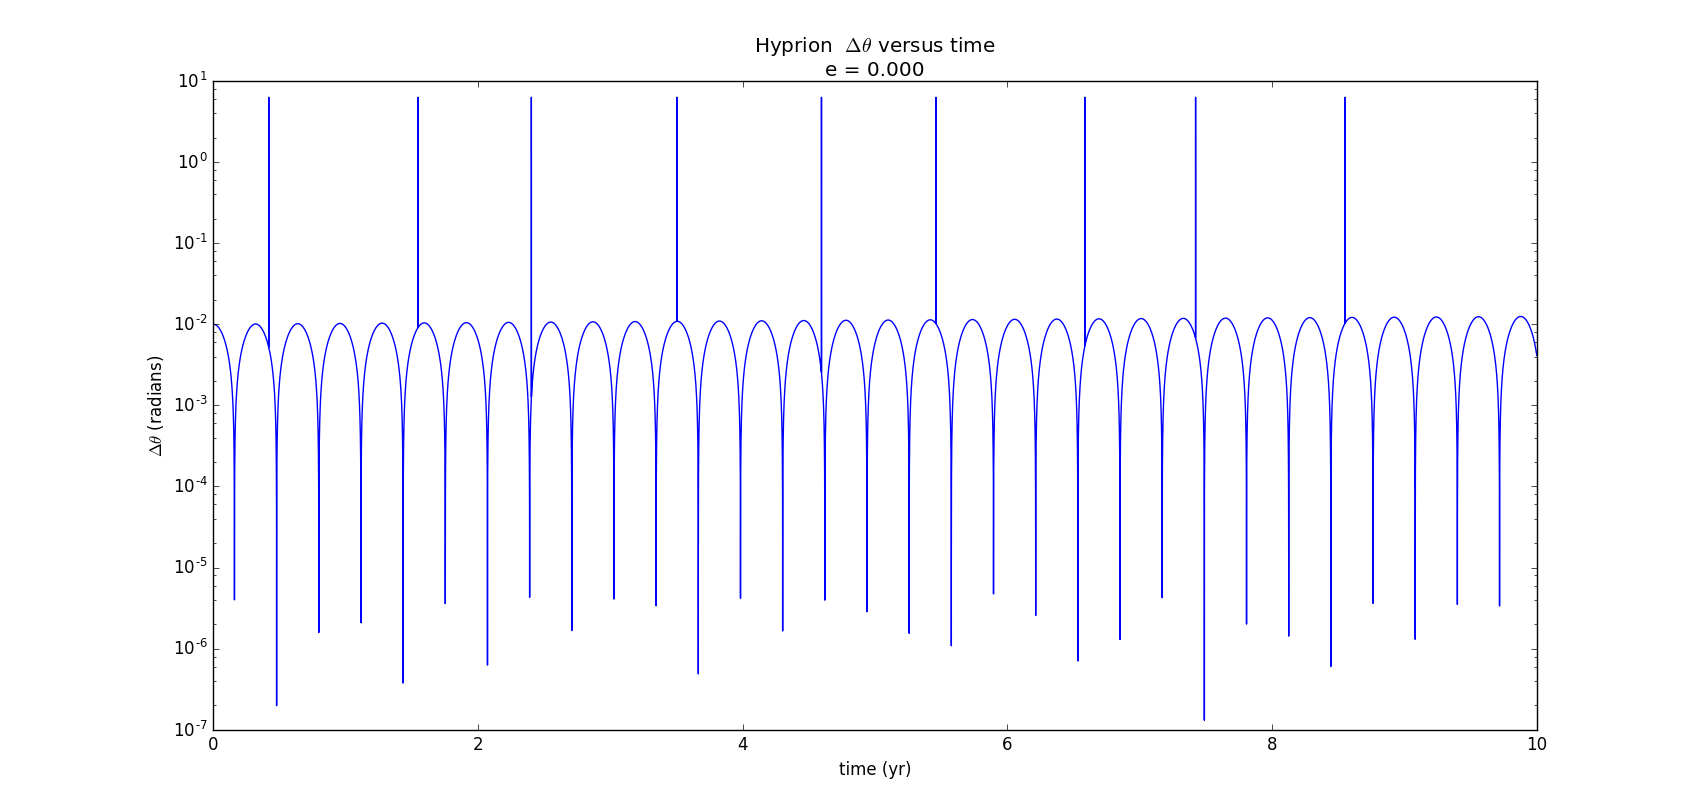 Hyprion  Δθ versus time
e = 0.000
10^1
10^0
10^-1
10^-2
10^-3
10^-4
10^-5
10^-6
10^-7
Δθ (radians)
0 2 4 6 8 10
time (yr)